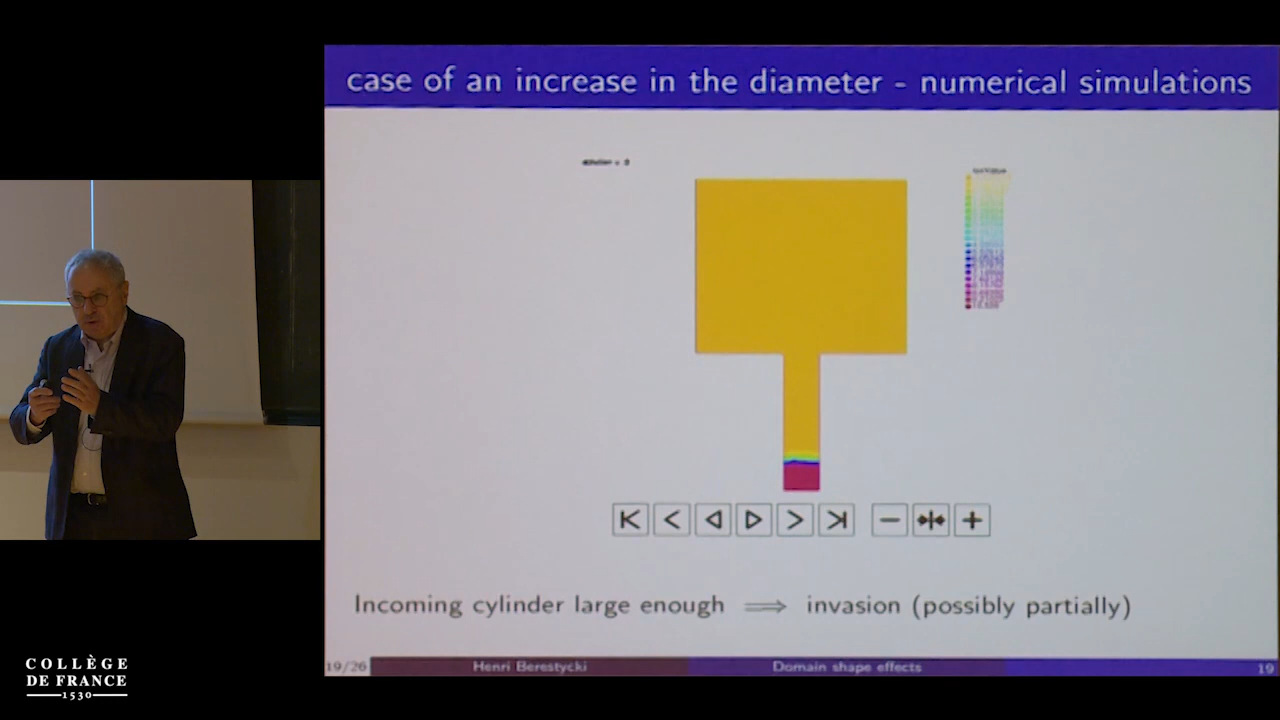 case of an increase in the diameter - numerical simulations
Incoming cylinder large enough ⟹ invasion (possibly partially)
19/26 Henri Berestycki Domain shape effects 19
COLLÈGE
DE FRANCE
1530